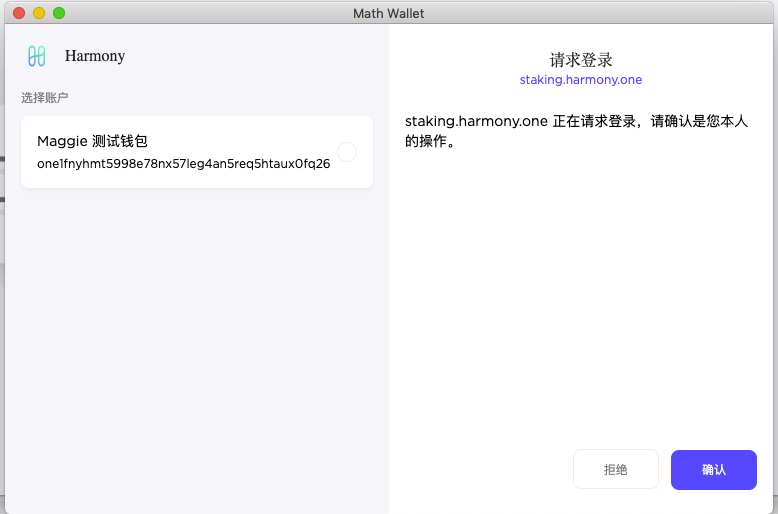 Math Wallet
Harmony
选择账户
Maggie 测试钱包
one1fnyhmt5998e78nx57leg4an5req5htaux0fq26
请求登录
staking.harmony.one
staking.harmony.one 正在请求登录，请确认是您本人
的操作。
拒绝
确认